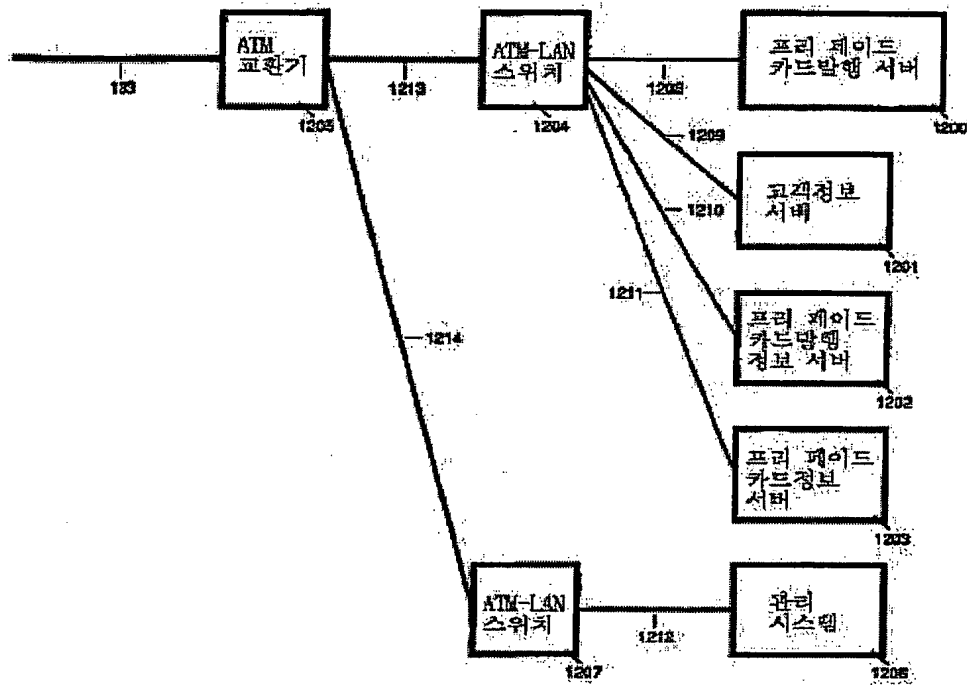 ATM
교환기
ATM-LAN
스위치
프리 페이드
카드발행 서버
133
1213
1208
1205
1204
1200
1209
고객정보
서버
1210
1201
1211
프리 페이드
카드발행
정보 서버
1214
1202
프리 페이드
카드정보
서버
1203
ATM-LAN
스위치
관리
시스템
1212
1207
1206